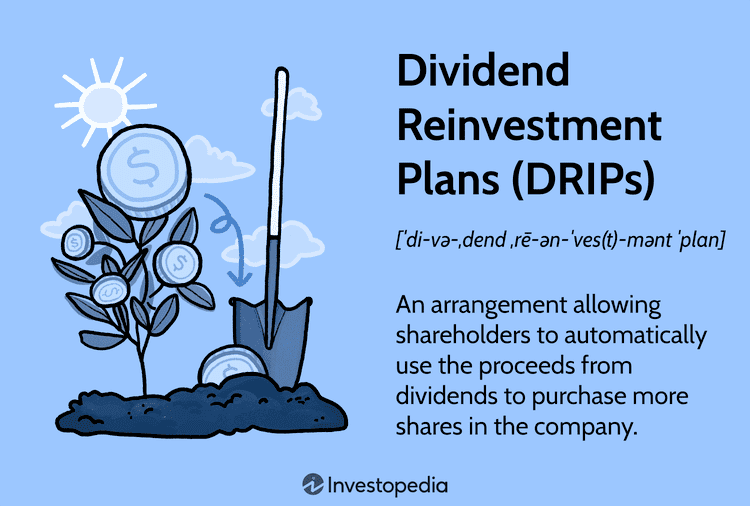 Dividend
Reinvestment
Plans (DRIPs)
[ˈdi-və-ˌdend ˌrē-ən-ˈves(t)-mənt ˈplan]
An arrangement allowing
shareholders to automatically
use the proceeds from
dividends to purchase more
shares in the company.
$
$
$
$
$
Investopedia